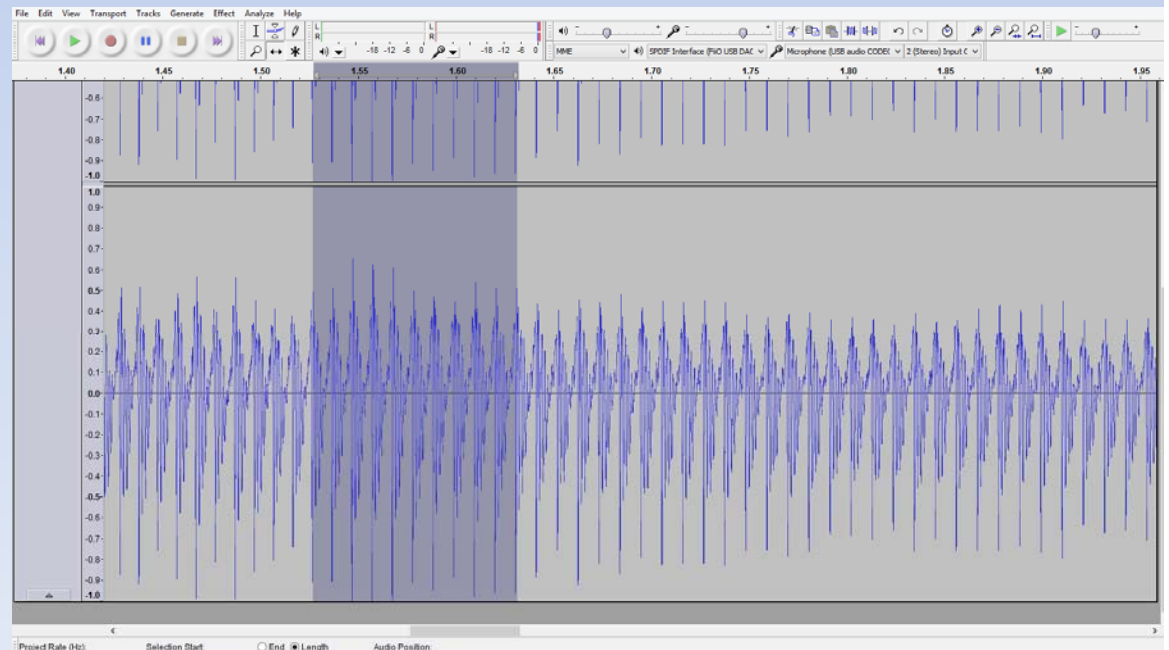 File Edit View Transport Tracks Generate Effect Analyze Help
L
R
-18 -12 -6 0
L
R
-18 -12 -6 0
MME
SPDIF Interface (FiiO USB DAC
Microphone (USB audio CODEC
2 (Stereo) Input C
1.40 1.45 1.50 1.55 1.60 1.65 1.70 1.75 1.80 1.85 1.90 1.95
-0.6
-0.7
-0.8
-0.9
-1.0
1.0
0.9
0.8
0.7
0.6
0.5
0.4
0.3
0.2
0.1
0.0
-0.1
-0.2
-0.3
-0.4
-0.5
-0.6
-0.7
-0.8
-0.9
-1.0
Project Rate (Hz): Selection Start: End Length Audio Position: